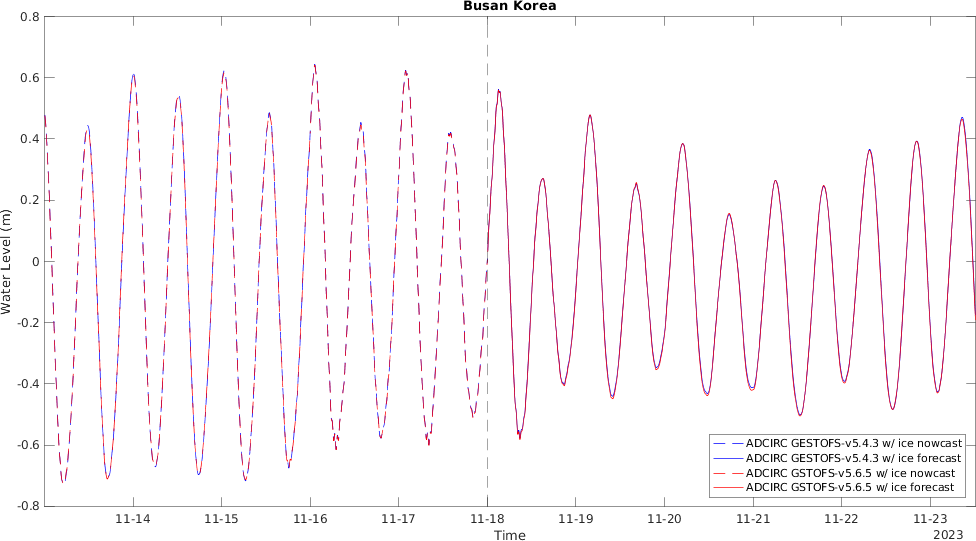 Busan Korea
0.8
0.6
0.4
0.2
0
-0.2
-0.4
-0.6
-0.8
Water Level (m)
ADCIRC GESTOFS-v5.4.3 w/ ice nowcast
ADCIRC GESTOFS-v5.4.3 w/ ice forecast
ADCIRC GSTOFS-v5.6.5 w/ ice nowcast
ADCIRC GSTOFS-v5.6.5 w/ ice forecast
11-14 11-15 11-16 11-17 11-18 11-19 11-20 11-21 11-22 11-23
Time
2023